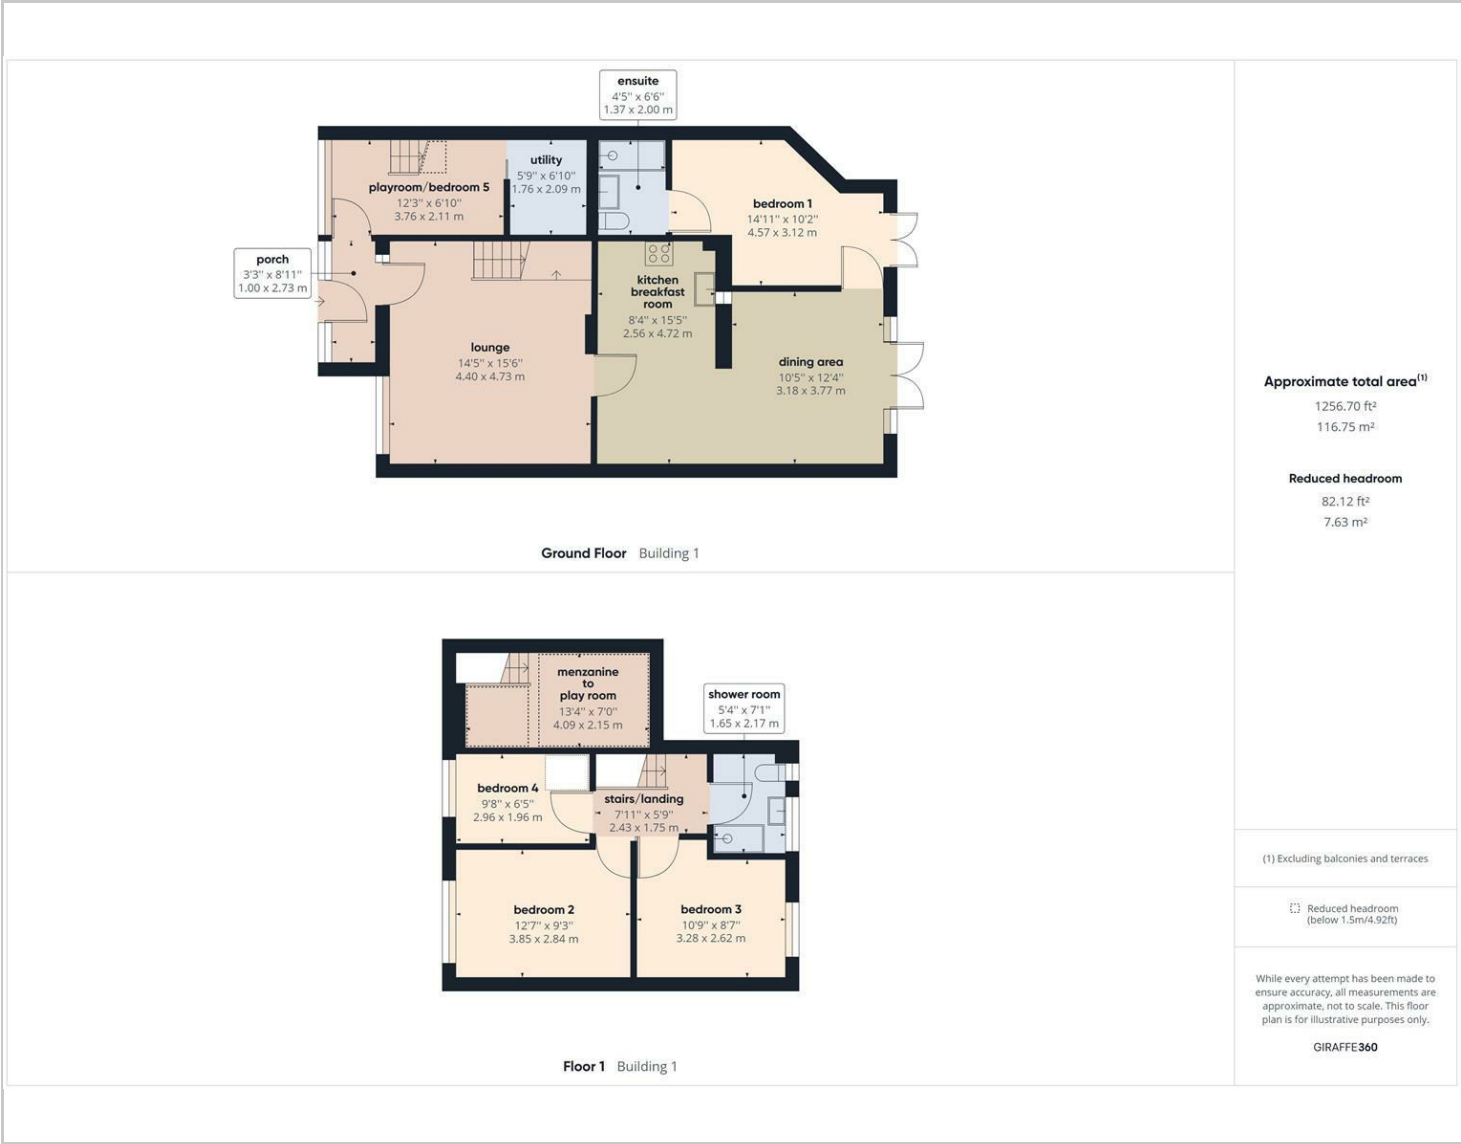 ensuite
4'5" x 6'6"
1.37 x 2.00 m
utility
5'9" x 6'10"
1.76 x 2.09 m
playroom/bedroom 5
12'3" x 6'10"
3.76 x 2.11 m
bedroom 1
14'11" x 10'2"
4.57 x 3.12 m
porch
3'3" x 8'11"
1.00 x 2.73 m
kitchen
breakfast
room
8'4" x 15'5"
2.56 x 4.72 m
lounge
14'5" x 15'6"
4.40 x 4.73 m
dining area
10'5" x 12'4"
3.18 x 3.77 m
Ground Floor Building 1
menzanine
to
play room
13'4" x 7'0"
4.09 x 2.15 m
shower room
5'4" x 7'1"
1.65 x 2.17 m
bedroom 4
9'8" x 6'5"
2.96 x 1.96 m
stairs/landing
7'11" x 5'9"
2.43 x 1.75 m
bedroom 2
12'7" x 9'3"
3.85 x 2.84 m
bedroom 3
10'9" x 8'7"
3.28 x 2.62 m
Floor 1 Building 1
Approximate total area(1)
1256.70 ft²
116.75 m²
Reduced headroom
82.12 ft²
7.63 m²
(1) Excluding balconies and terraces
Reduced headroom
(below 1.5m/4.92ft)
While every attempt has been made to
ensure accuracy, all measurements are
approximate, not to scale. This floor
plan is for illustrative purposes only.
GIRAFFE360